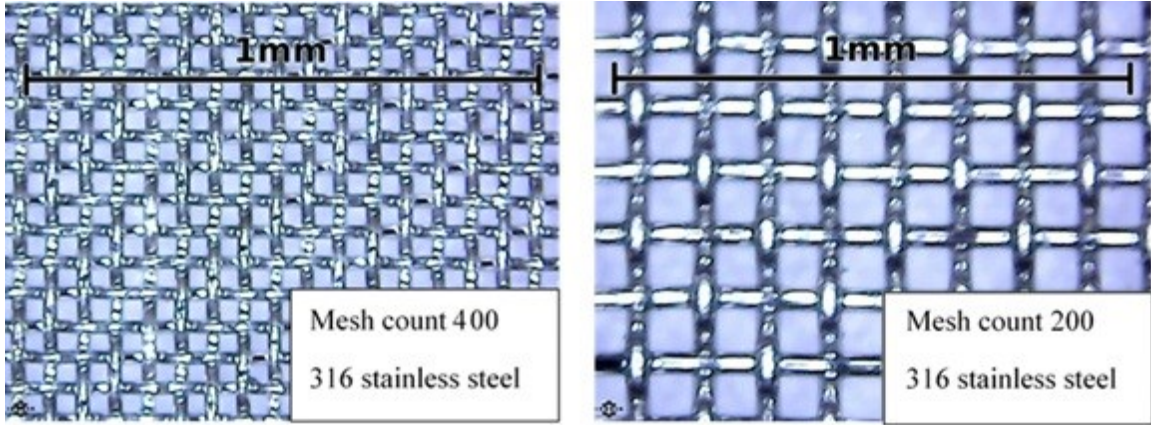 1mm
Mesh count 400
316 stainless steel
1mm
Mesh count 200
316 stainless steel